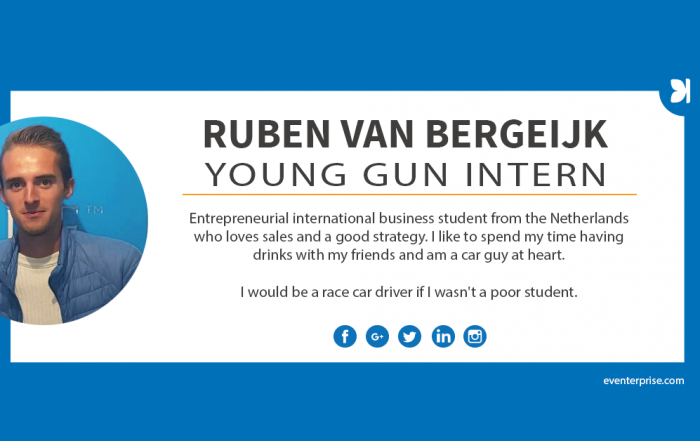 RUBEN VAN BERGEIJK
YOUNG GUN INTERN
Entrepreneurial international business student from the Netherlands
who loves sales and a good strategy. I like to spend my time having
drinks with my friends and am a car guy at heart.
I would be a race car driver if I wasn't a poor student.
eventerprise.com